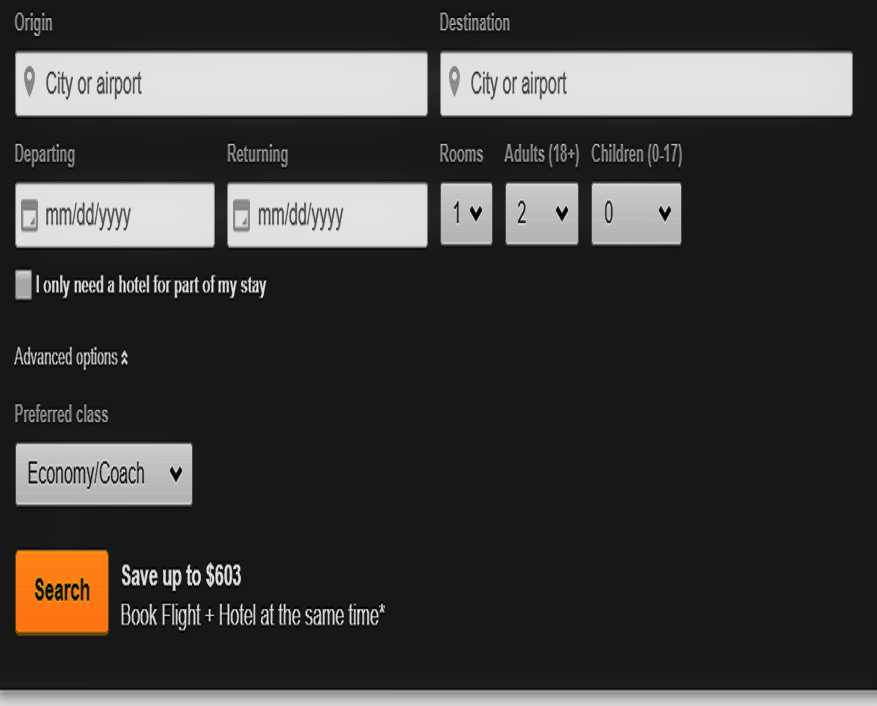 Origin Destination
City or airport City or airport
Departing Returning Rooms Adults (18+) Children (0-17)
mm/dd/yyyy mm/dd/yyyy 1 2 0
I only need a hotel for part of my stay
Advanced options
Preferred class
Economy/Coach
Search
Save up to $603
Book Flight + Hotel at the same time*